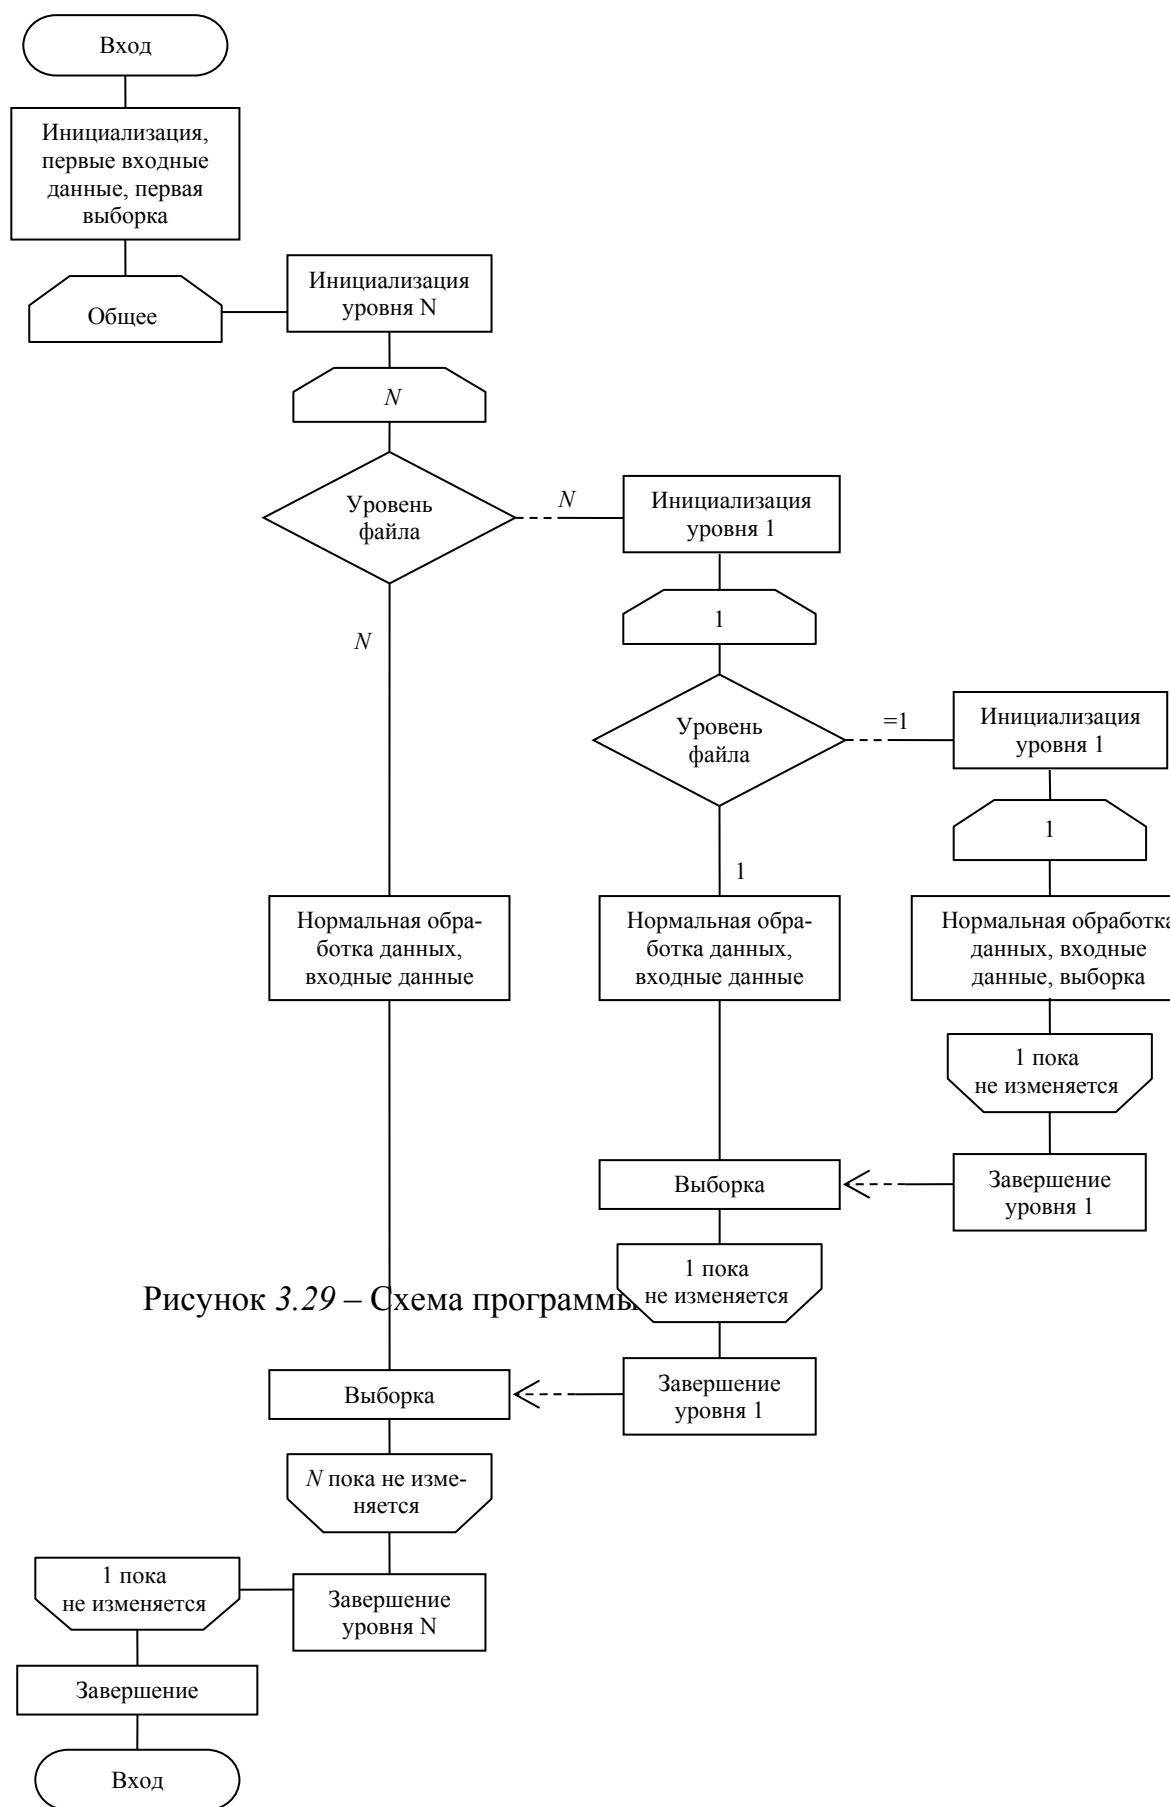 Вход
Инициализация,
первые входные
данные, первая
выборка
Общее
Инициализация
уровня N
N
Уровень
файла
N
N
Инициализация
уровня 1
1
Уровень
файла
=1
1
Инициализация
уровня 1
1
Нормальная обра-
ботка данных,
входные данные
Нормальная обра-
ботка данных,
входные данные
Нормальная обработка
данных, входные
данные, выборка
1 пока
не изменяется
Завершение
уровня 1
Выборка
1 пока
не изменяется
Рисунок 3.29 – Схема программы
Завершение
уровня 1
Выборка
N пока не изме-
няется
Завершение
уровня N
1 пока
не изменяется
Завершение
Вход